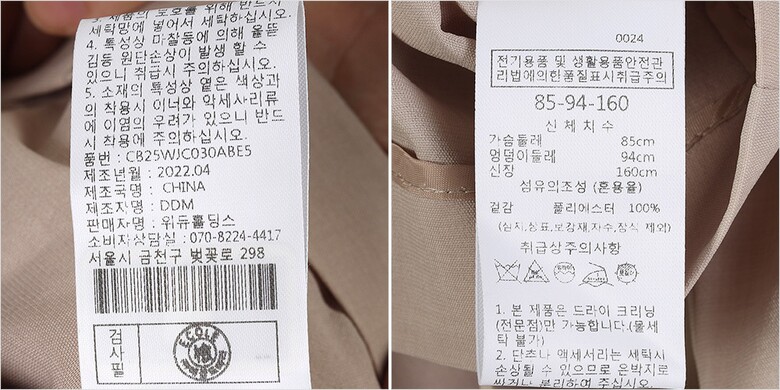 세탁망에 넣어서 세탁하십시오.
4. 특성상 마찰등에 의해 올뜯
김등 원단손상이 발생 할 수
있으니 취급시 주의하십시오.
5. 소재의 특성상 옅은 색상과
의 착용시 이너와 악세사리류
에 이염의 우려가 있으니 반드
시 착용에 주의하십시오.
품번 : CB25WJC030ABE5
제조년월 : 2022.04
제조국명 : CHINA
제조자명 : DDM
판매자명 : 위듀홀딩스
소비자상담실 : 070-8224-4417
서울시 금천구 벚꽃로 298
검사필
ECOLE
0024
전기용품 및 생활용품안전관
리법에의한품질표시취급주의
85-94-160
신체치수
가슴둘레 85cm
엉덩이둘레 94cm
신장 160cm
섬유의조성 (혼용율)
겉감 폴리에스터 100%
(심지,상표,보강재,자수,장식 제외)
취급상주의사항
1. 본 제품은 드라이 크리닝
(전문점)만 가능합니다.(물세
탁 불가)
2. 단추나 액세서리는 세탁시
손상될 수 있으므로 은박지로